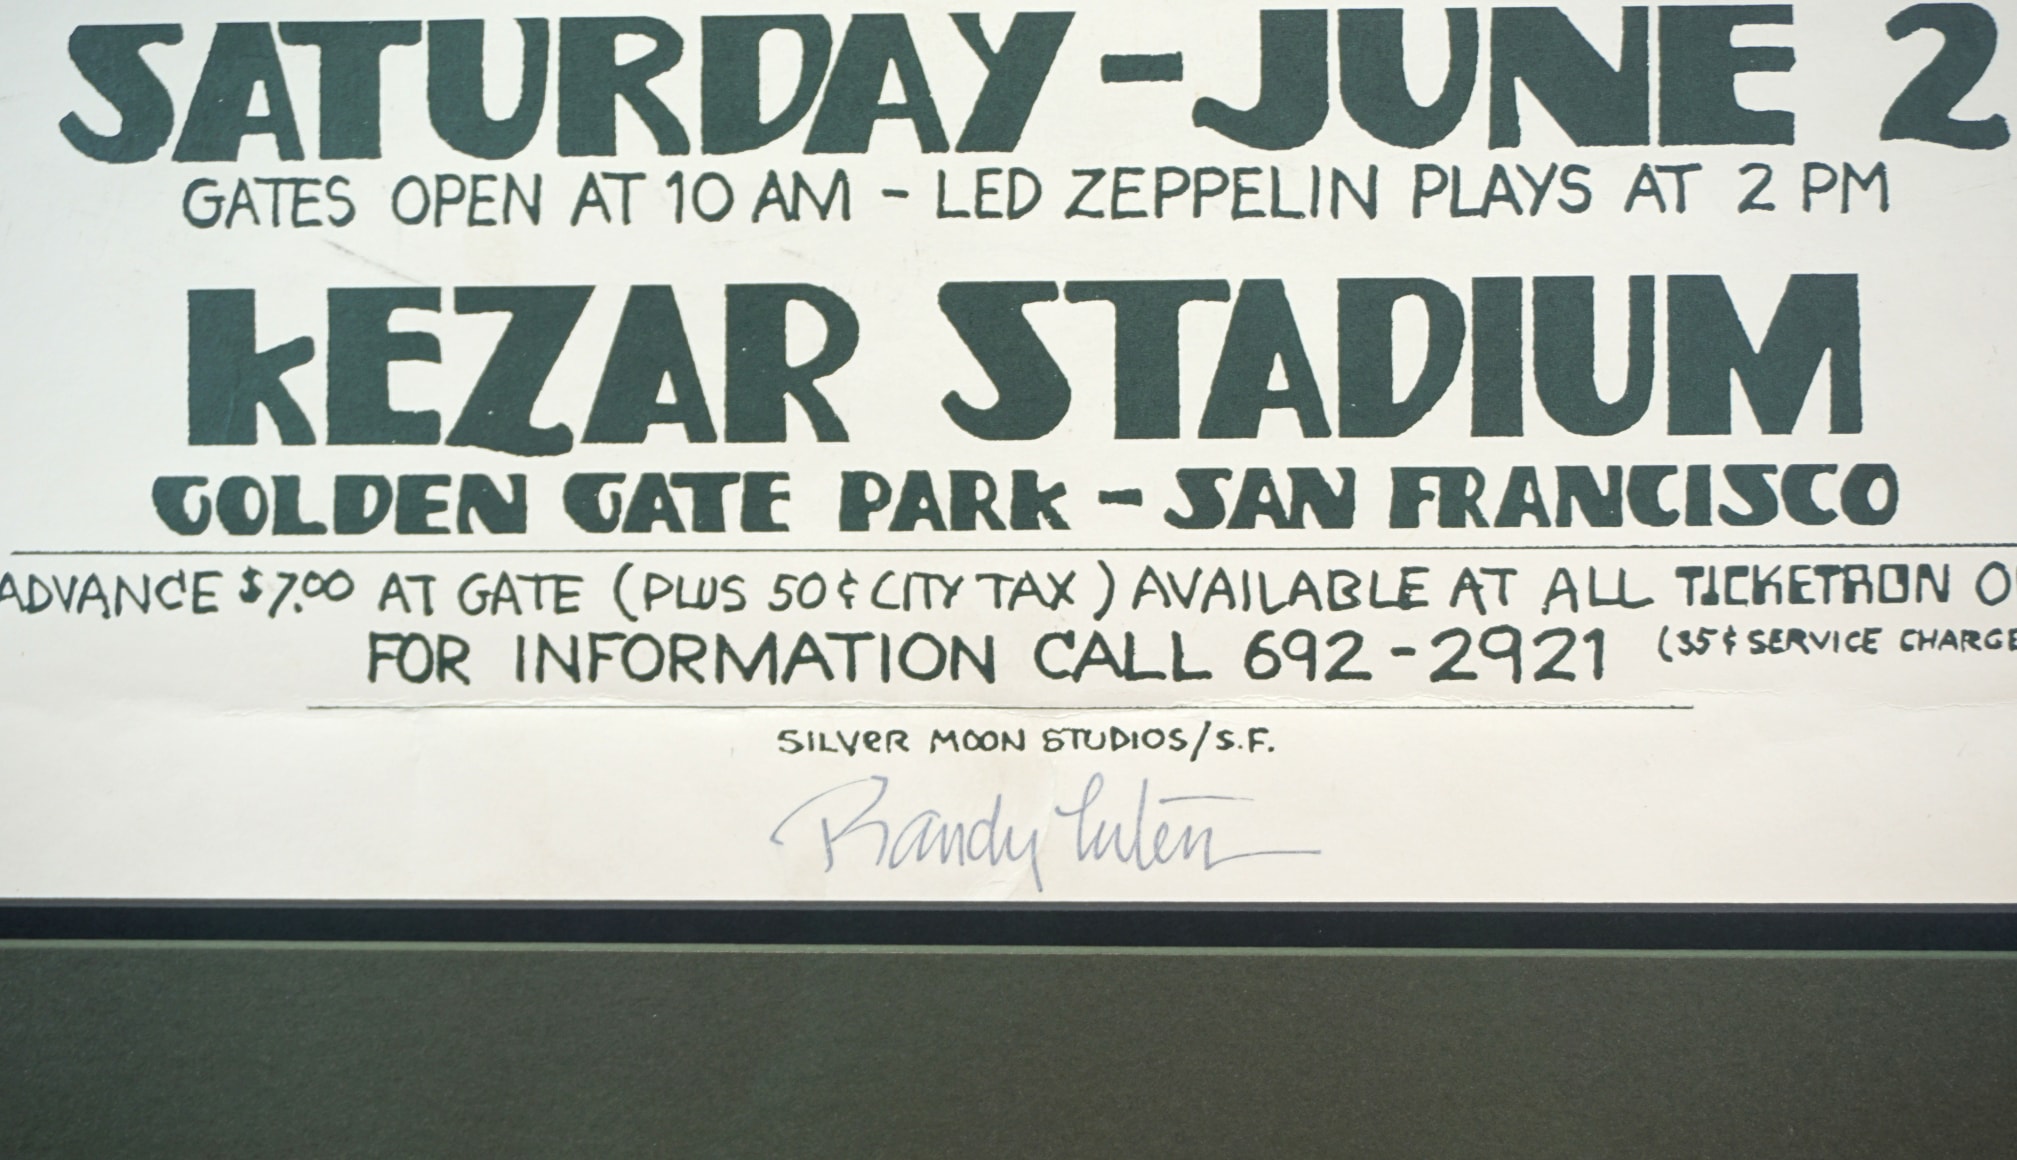 SATURDAY - JUNE 2
GATES OPEN AT 10 AM - LED ZEPPELIN PLAYS AT 2 PM
KEZAR STADIUM
GOLDEN GATE PARK - SAN FRANCISCO
ADVANCE $7.00 AT GATE (PLUS 50¢ CITY TAX) AVAILABLE AT ALL TICKETRON
FOR INFORMATION CALL 692-2921 (35¢ SERVICE CHARGE
SILVER MOON STUDIOS/S.F.
Randy Tuten